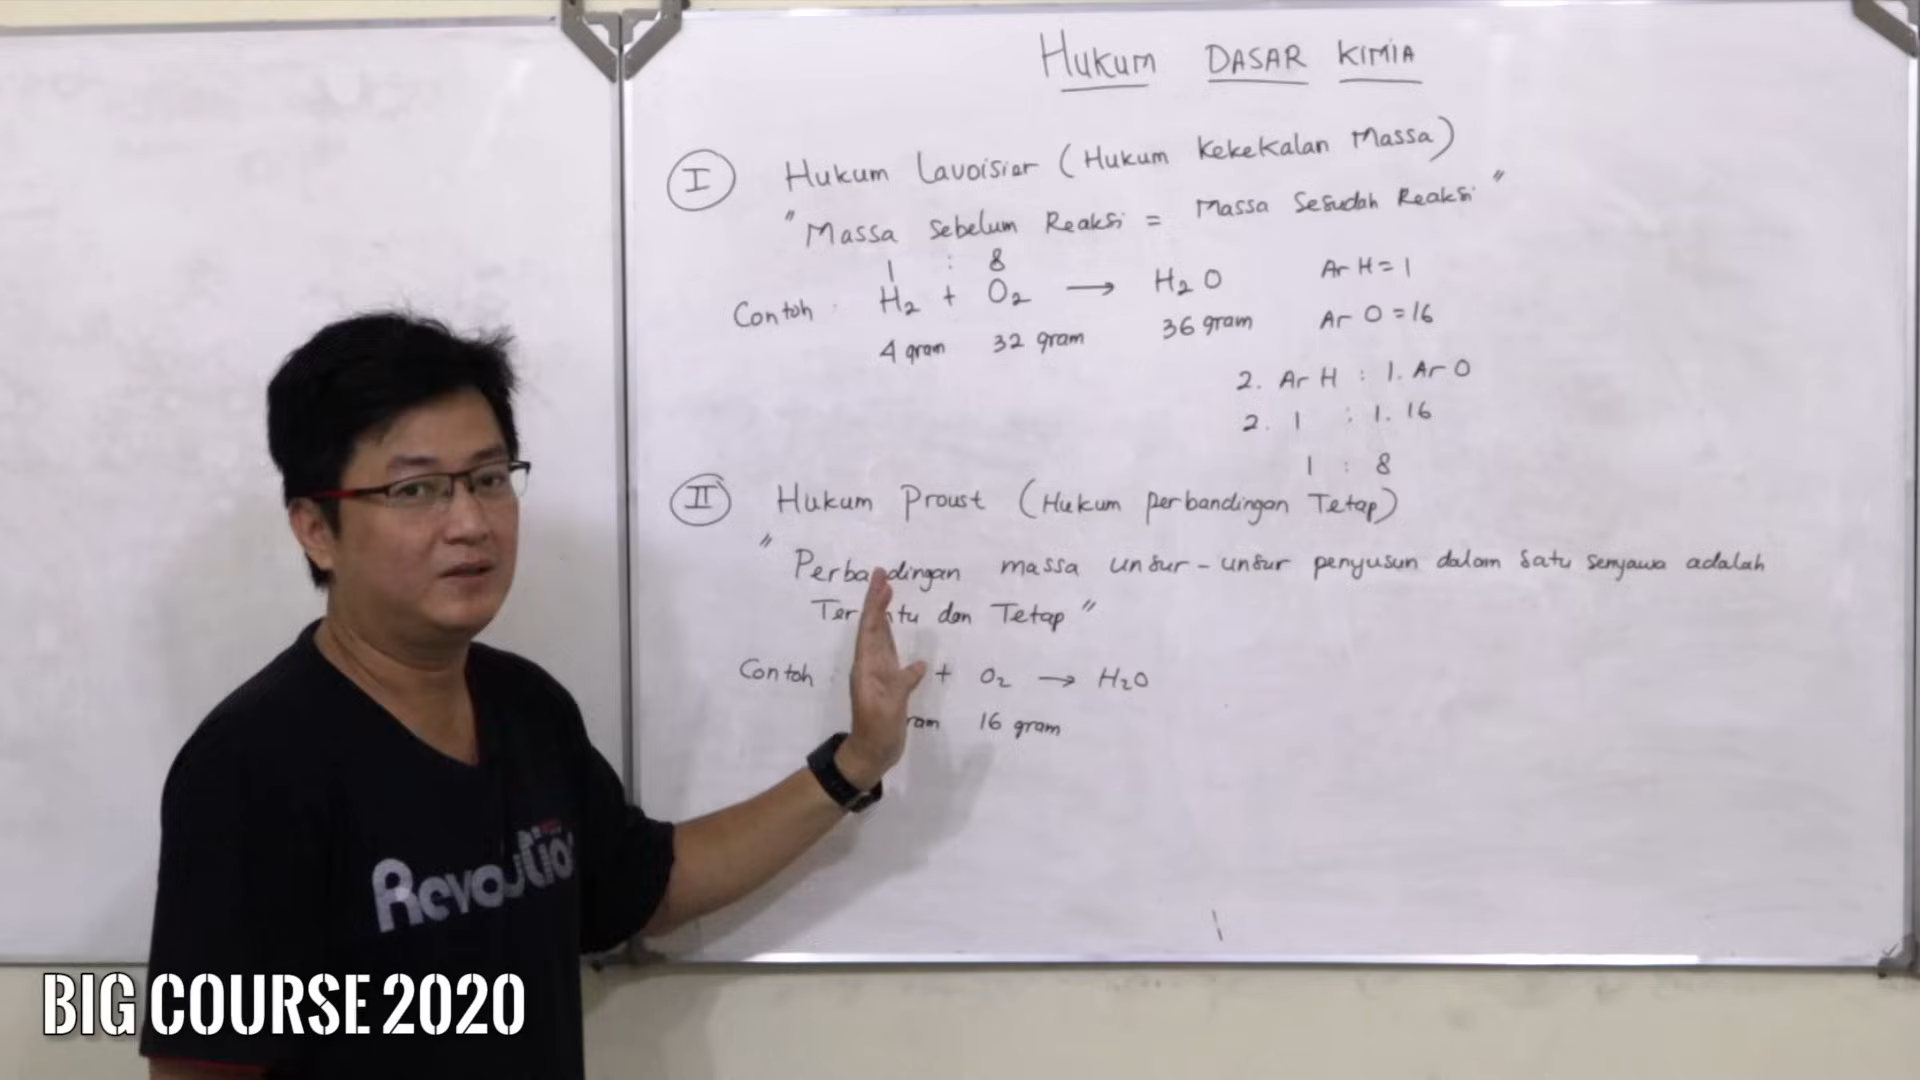 HUKUM DASAR KIMIA
I Hukum Lavoisier (Hukum Kekekalan Massa)
"Massa Sebelum Reaksi = Massa Sesudah Reaksi"
1 : 8
Contoh : H2 + O2 → H2O Ar H = 1
4 gram 32 gram 36 gram Ar O = 16
2. Ar H : 1. Ar O
2. 1 : 1. 16
1 : 8
II Hukum Proust (Hukum perbandingan Tetap)
"Perbandingan massa unsur-unsur penyusun dalam satu senyawa adalah
Tertentu dan Tetap"
Contoh : + O2 → H2O
16 gram
Revolution
BIG COURSE 2020